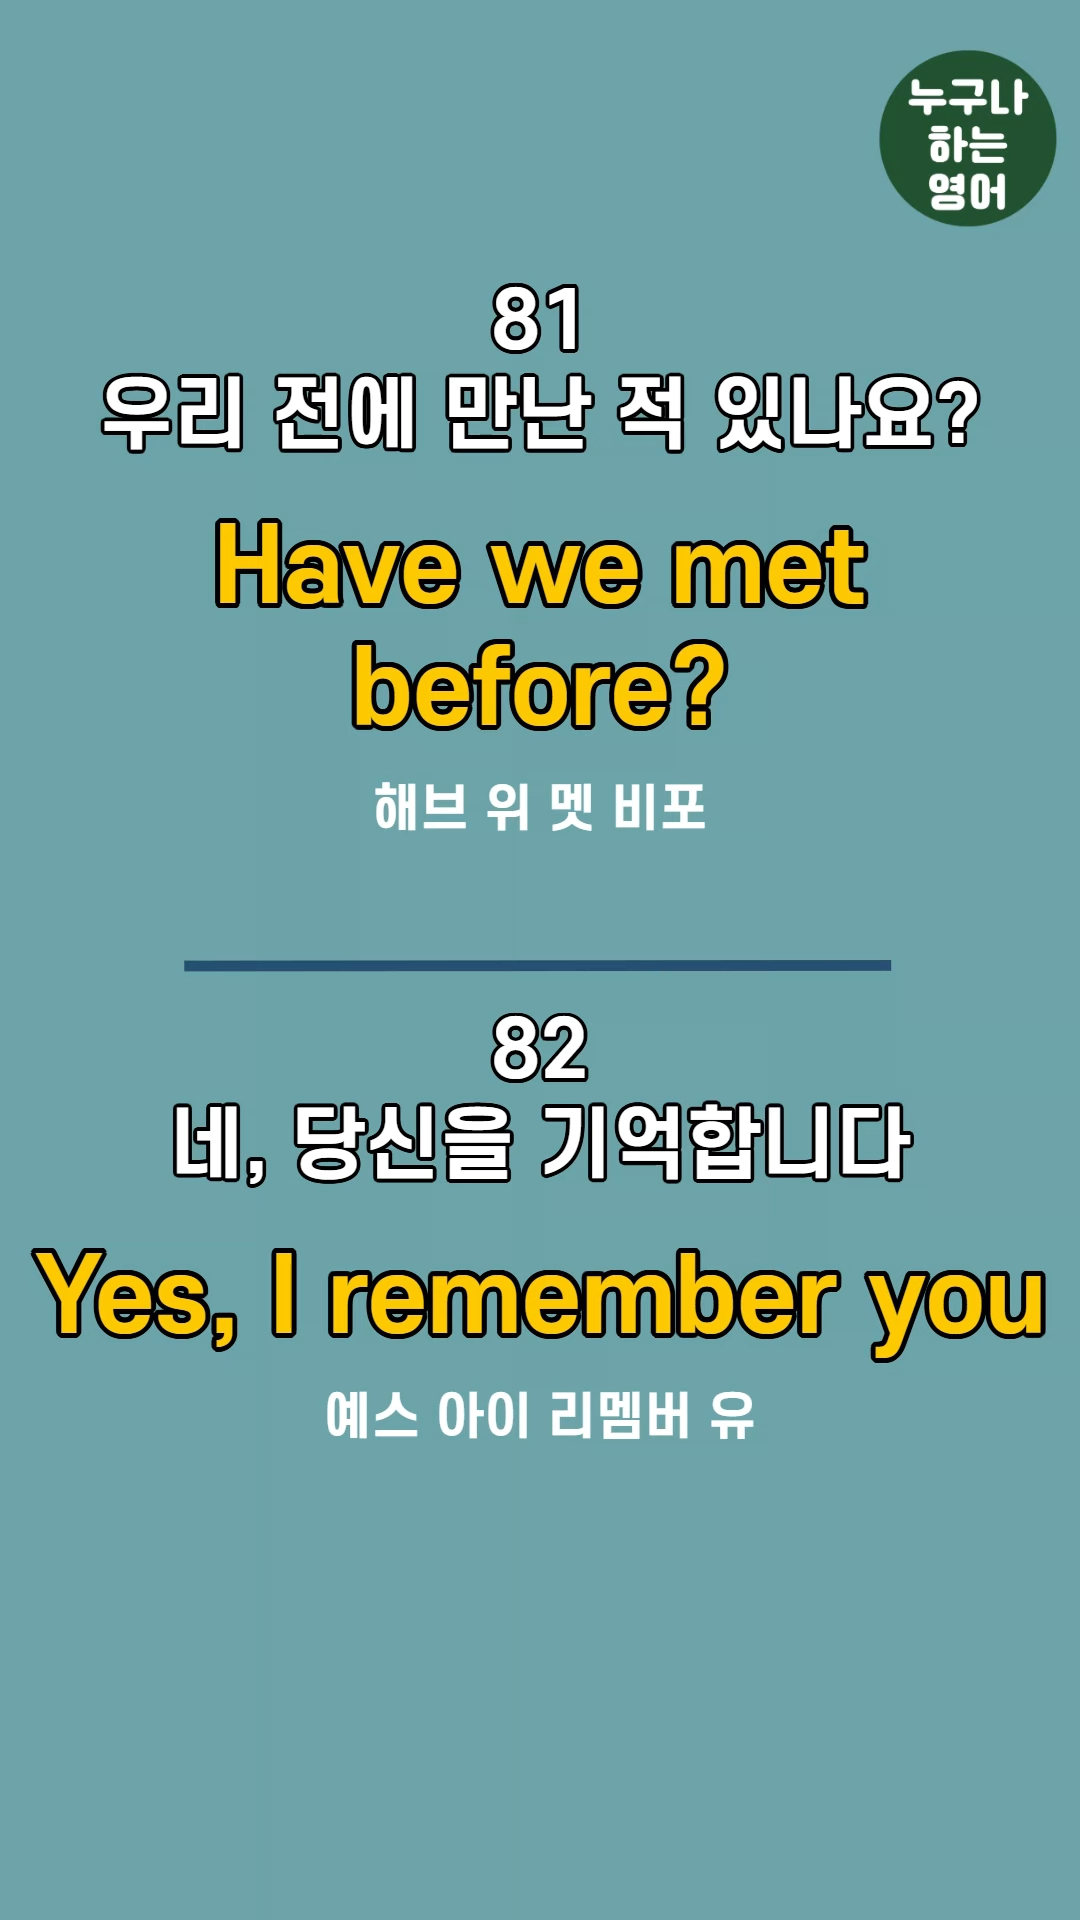 누구나
하는
영어
81
우리 전에 만난 적 있나요?
Have we met
before?
해브 위 멧 비포
82
네, 당신을 기억합니다
Yes, I remember you
예스 아이 리멤버 유